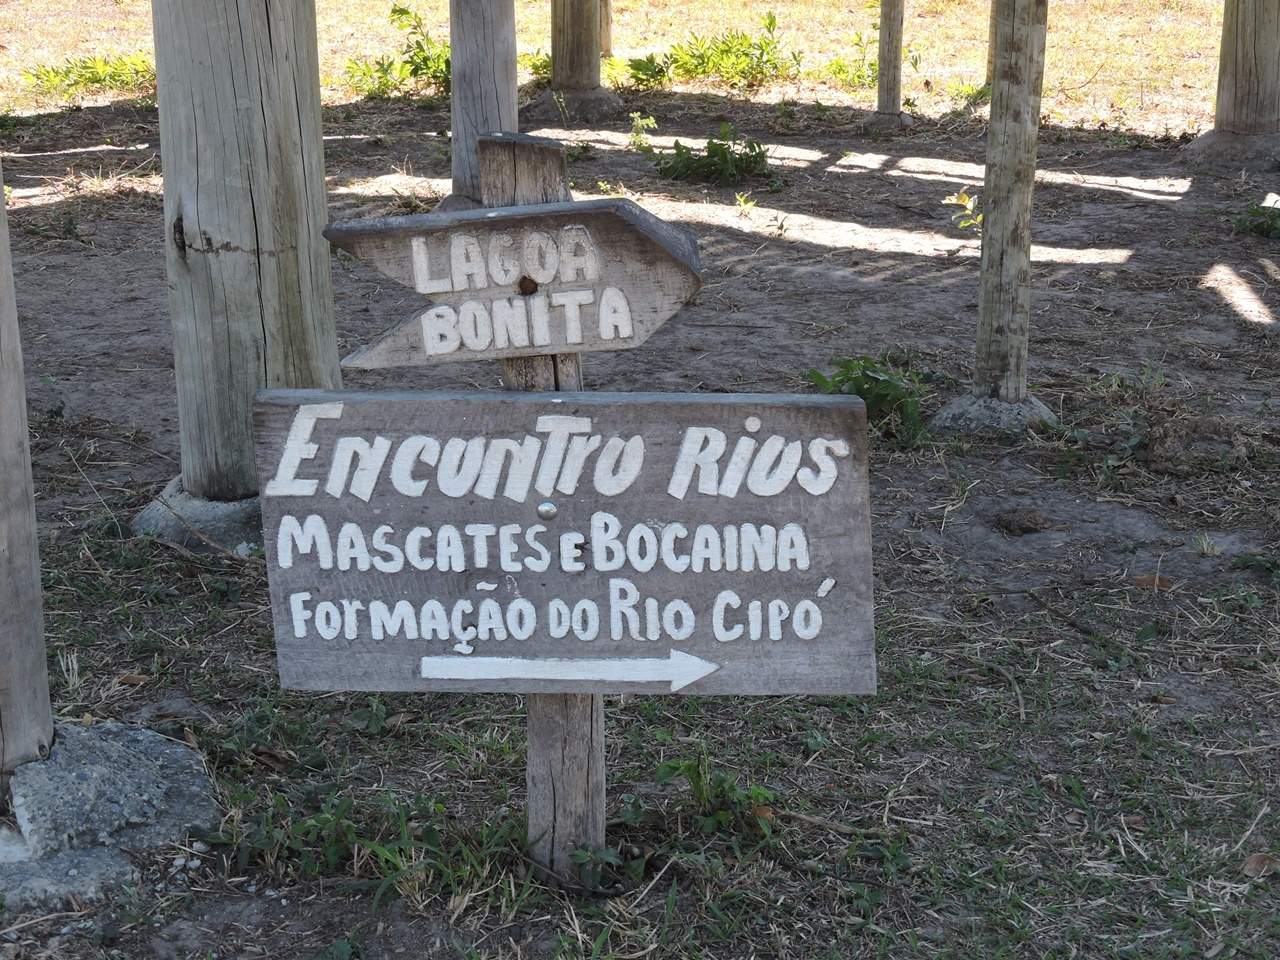 LAGOA
BONITA
ENCONTRO RIOS
MASCATES E BOCAINA
FORMAÇÃO DO RIO CIPÓ